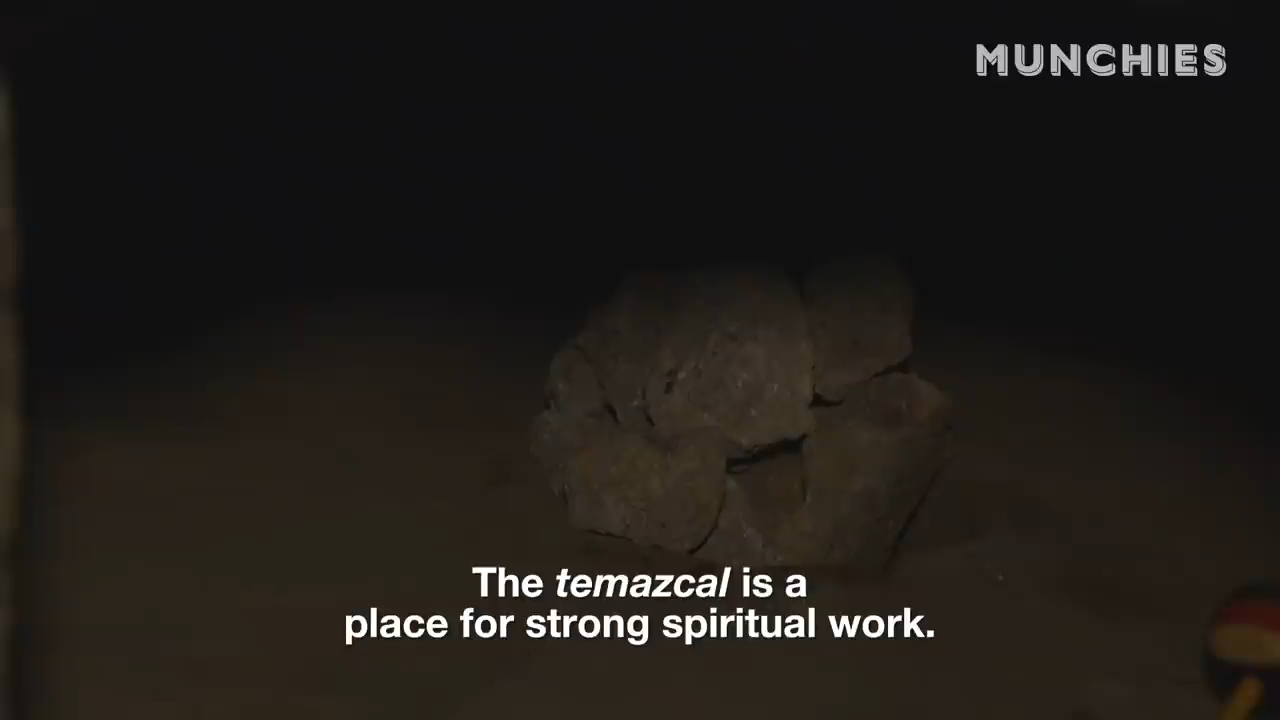 MUNCHIES
The temazcal is a
place for strong spiritual work.